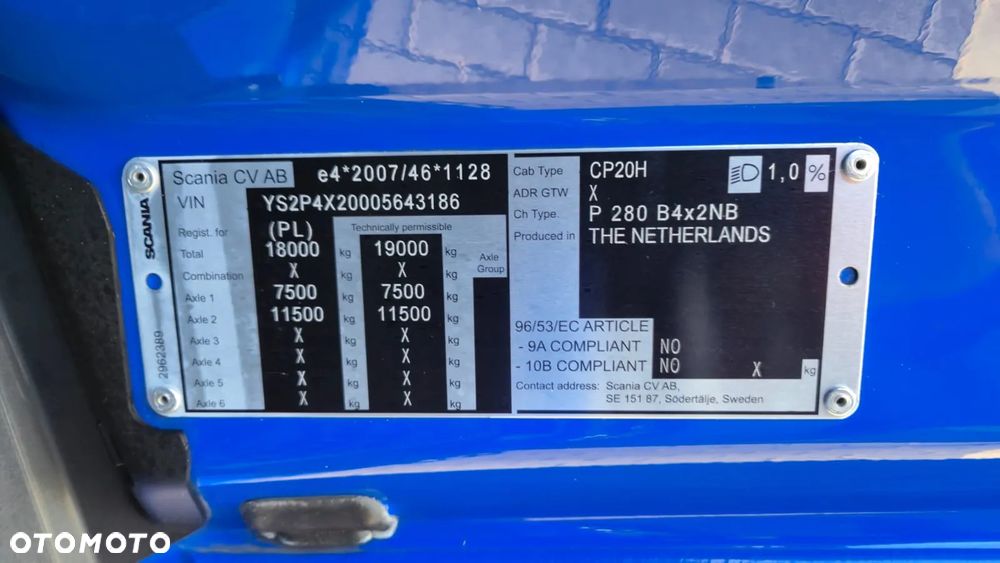 SCANIA
2962389
Scania CV AB e4*2007/46*1128
VIN YS2P4X20005643186
Regist. for (PL) Technically permissible
Total 18000 kg 19000 kg Axle Group
Combination X kg X kg
Axle 1 7500 kg 7500 kg
Axle 2 11500 kg 11500 kg
Axle 3 X kg X kg
Axle 4 X kg X kg
Axle 5 X kg X kg
Axle 6 X kg X kg
Cab Type CP20H 1,0 %
ADR GTW X
Ch Type P 280 B4x2NB
Produced in THE NETHERLANDS
96/53/EC ARTICLE
- 9A COMPLIANT NO
- 10B COMPLIANT NO X kg
Contact address: Scania CV AB,
SE 151 87, Södertälje, Sweden
OTOMOTO